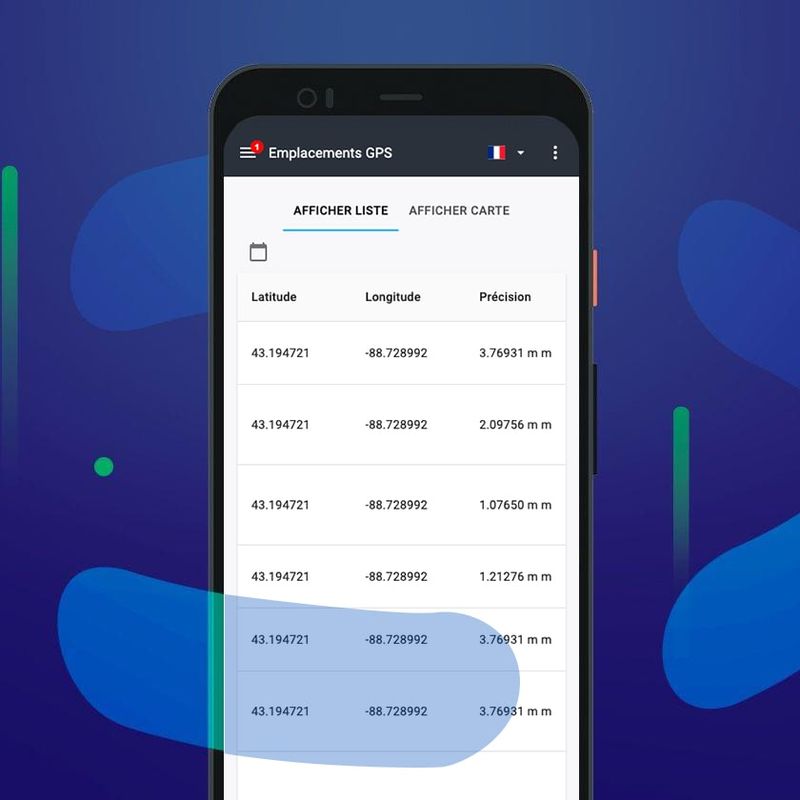 1
Emplacements GPS
AFFICHER LISTE AFFICHER CARTE
Latitude Longitude Précision
43.194721 -88.728992 3.76931 m m
43.194721 -88.728992 2.09756 m m
43.194721 -88.728992 1.07650 m m
43.194721 -88.728992 1.21276 m m
43.194721 -88.728992 3.76931 m m
43.194721 -88.728992 3.76931 m m